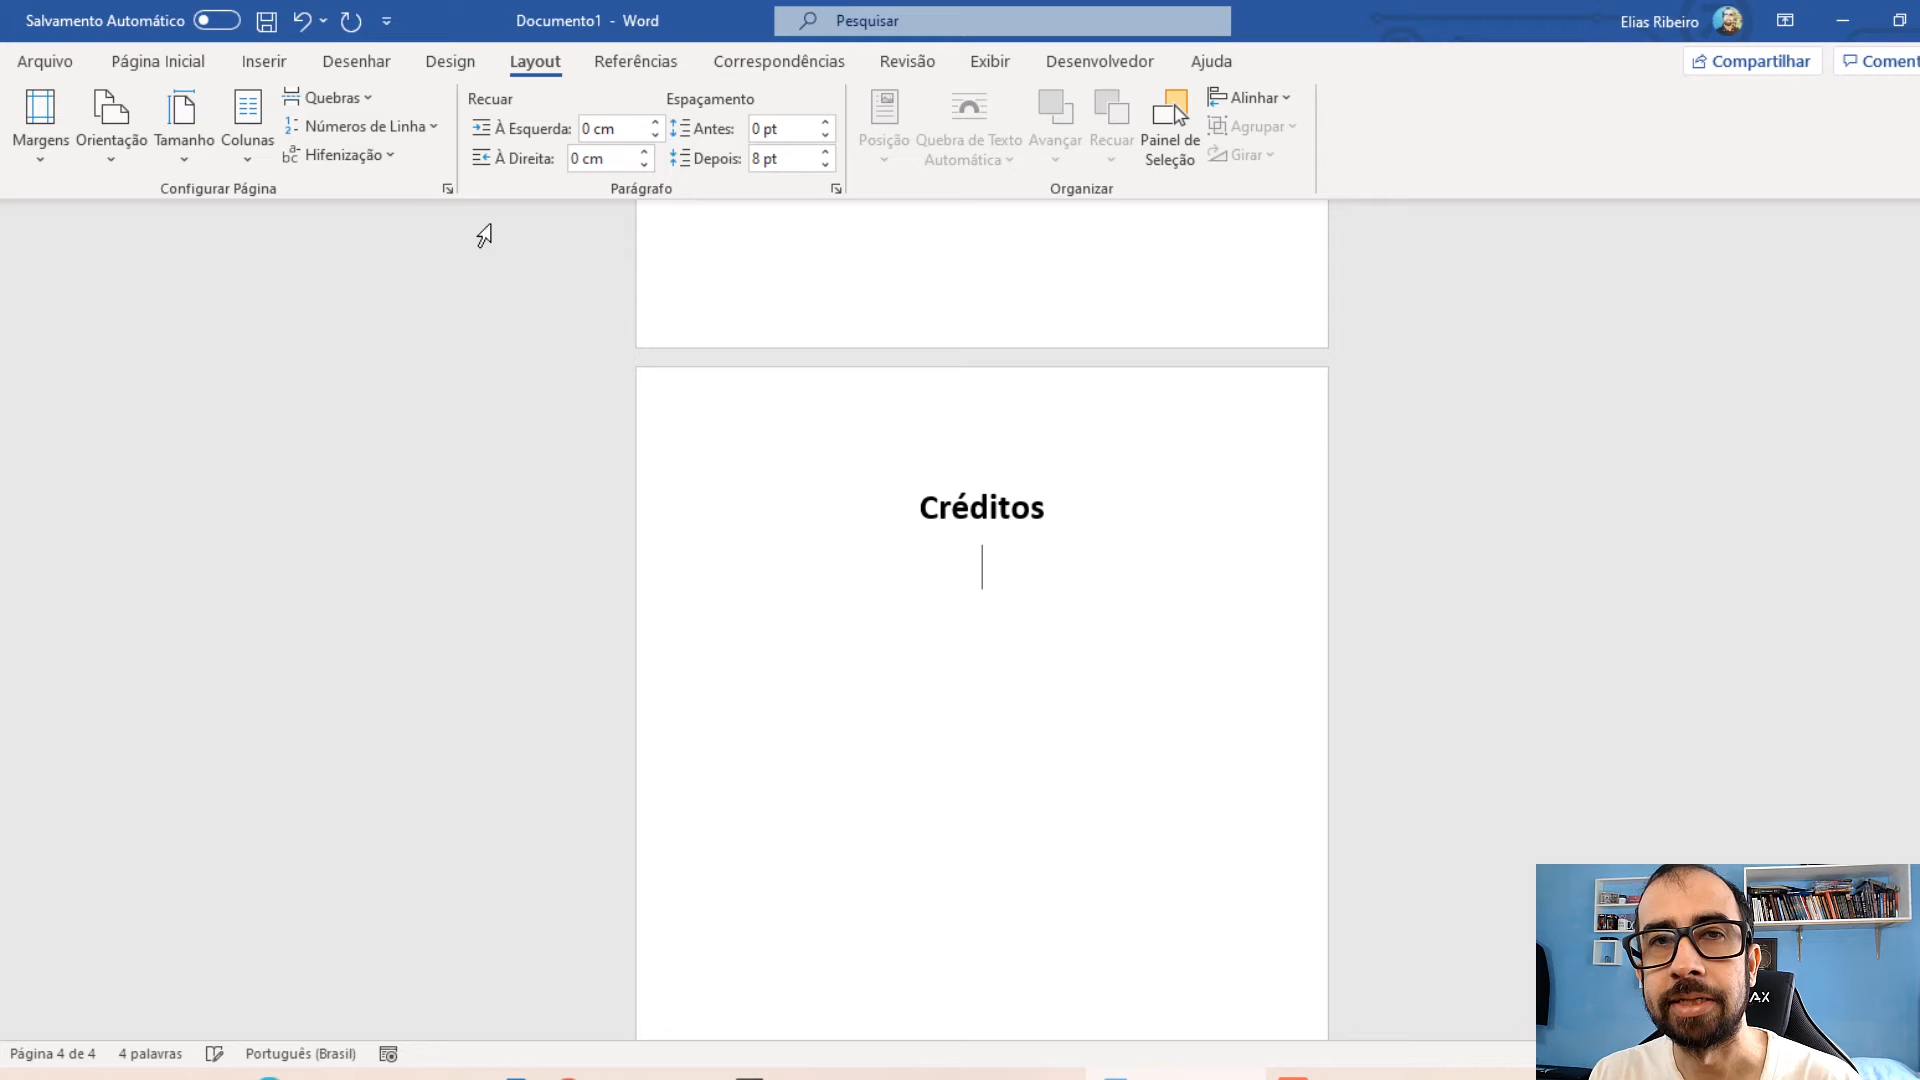 Salvamento Automático
Documento1 - Word
Pesquisar
Elias Ribeiro
Arquivo Página Inicial Inserir Desenhar Design Layout Referências Correspondências Revisão Exibir Desenvolvedor Ajuda
Compartilhar
Coment
Margens
Orientação
Tamanho
Colunas
Quebras
Números de Linha
Hifenização
Configurar Página
Recuar
À Esquerda: 0 cm
À Direita: 0 cm
Espaçamento
Antes: 0 pt
Depois: 8 pt
Parágrafo
Posição
Quebra de Texto
Automática
Avançar
Recuar
Painel de
Seleção
Alinhar
Agrupar
Girar
Organizar
Créditos
AX
Página 4 de 4 4 palavras Português (Brasil)